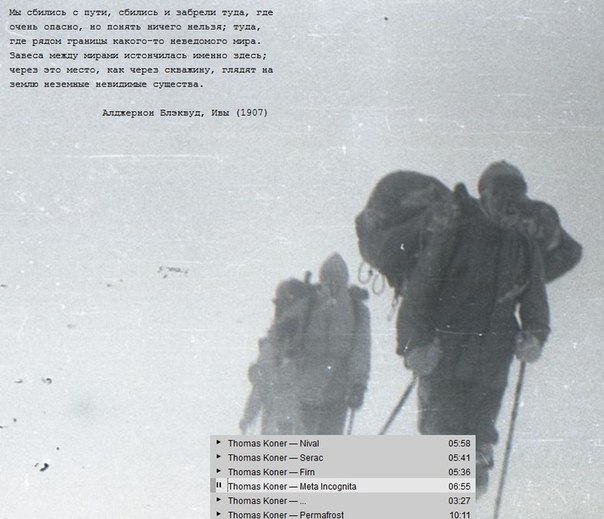 Мы сбились с пути, сбились и забрели туда, где
очень опасно, но понять ничего нельзя; туда,
где рядом границы какого-то неведомого мира.
Завеса между мирами истончилась именно здесь;
через это место, как через скважину, глядят на
землю неземные невидимые существа.
Алджернон Блэквуд, Ивы (1907)
Thomas Koner — Nival 05:58
Thomas Koner — Serac 05:41
Thomas Koner — Firn 05:36
Thomas Koner — Meta Incognita 06:55
Thomas Koner — ... 03:27
Thomas Koner — Permafrost 10:11